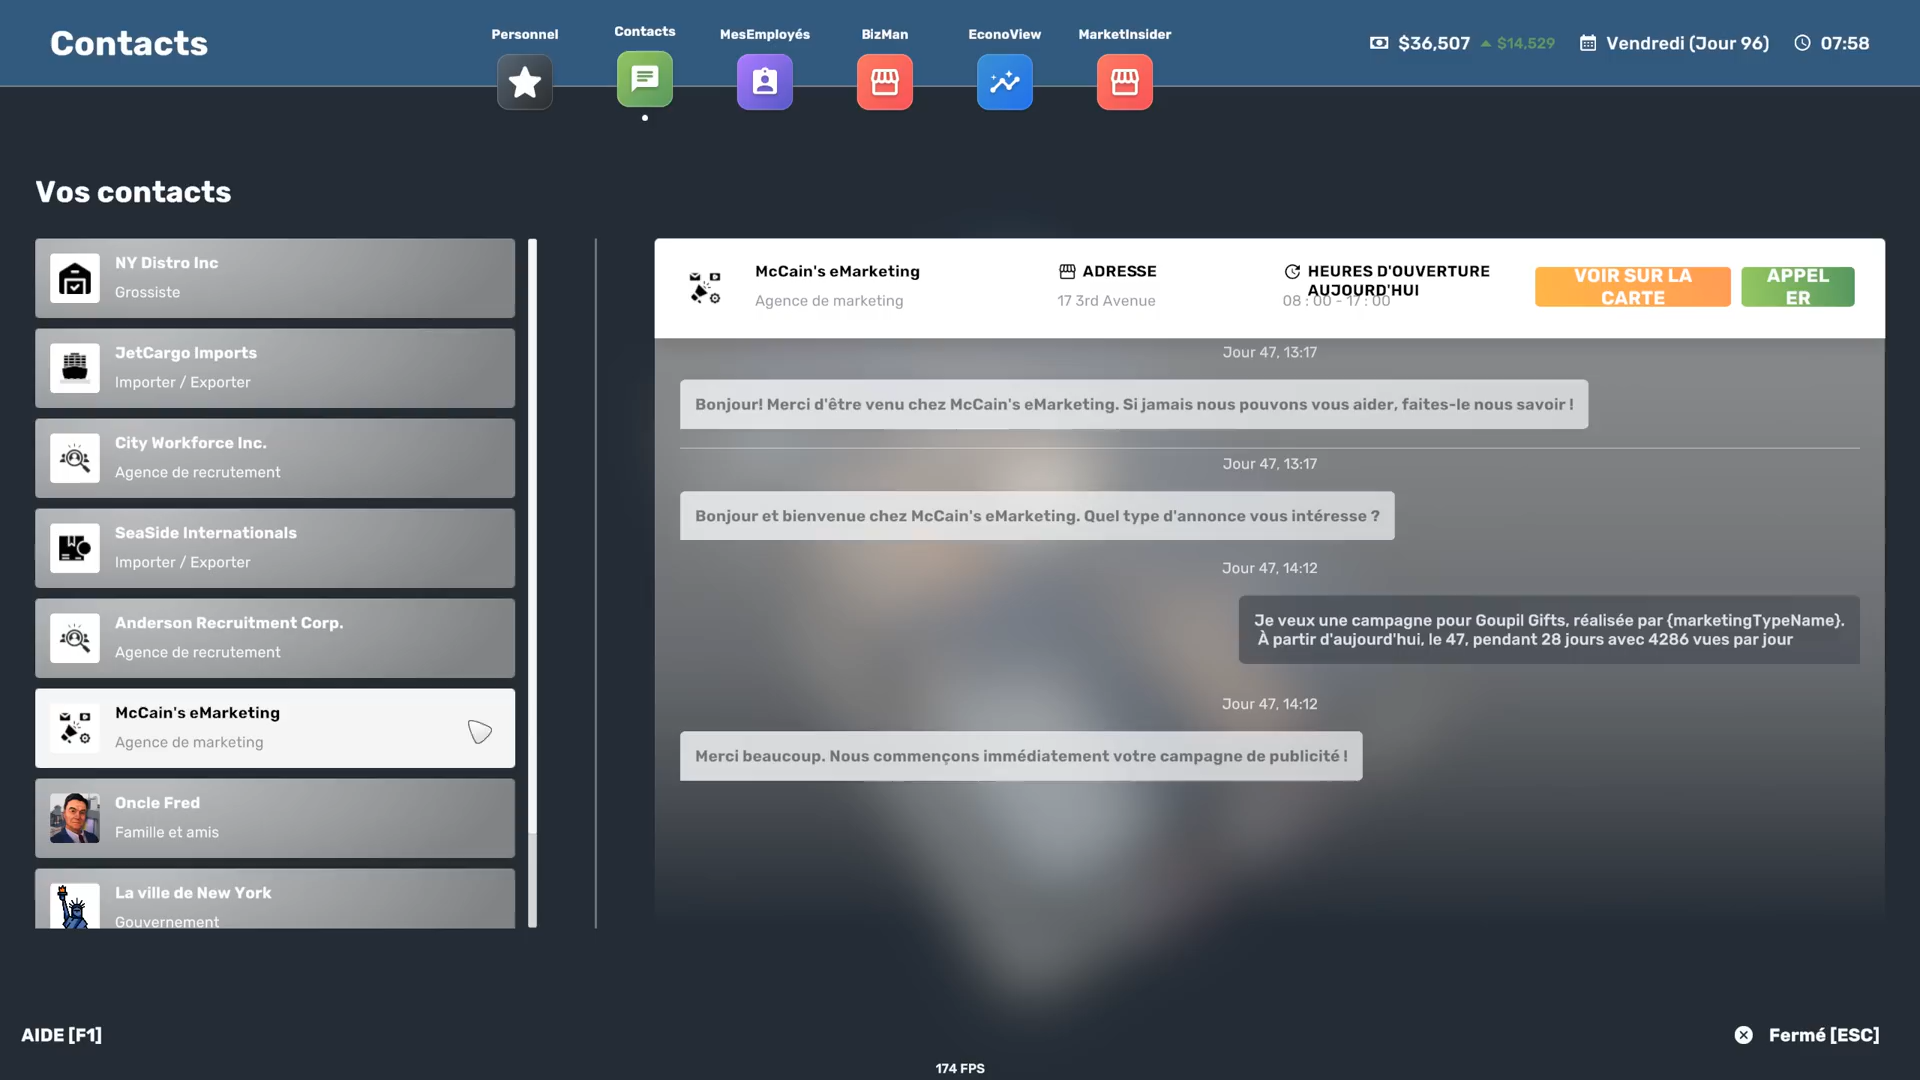 Contacts
Personnel
Contacts
MesEmployés
BizMan
EconoView
MarketInsider
$36,507
$14,529
Vendredi (Jour 96)
07:58
Vos contacts
NY Distro Inc
Grossiste
JetCargo Imports
Importer / Exporter
City Workforce Inc.
Agence de recrutement
SeaSide Internationals
Importer / Exporter
Anderson Recruitment Corp.
Agence de recrutement
McCain's eMarketing
Agence de marketing
Oncle Fred
Famille et amis
La ville de New York
Gouvernement
McCain's eMarketing
Agence de marketing
ADRESSE
17 3rd Avenue
HEURES D'OUVERTURE
AUJOURD'HUI
08 : 00 - 17 : 00
VOIR SUR LA
CARTE
APPEL
ER
Jour 47, 13:17
Bonjour! Merci d'être venu chez McCain's eMarketing. Si jamais nous pouvons vous aider, faites-le nous savoir !
Jour 47, 13:17
Bonjour et bienvenue chez McCain's eMarketing. Quel type d'annonce vous intéresse ?
Jour 47, 14:12
Je veux une campagne pour Goupil Gifts, réalisée par {marketingTypeName}.
À partir d'aujourd'hui, le 47, pendant 28 jours avec 4286 vues par jour
Jour 47, 14:12
Merci beaucoup. Nous commençons immédiatement votre campagne de publicité !
AIDE [F1]
Fermé [ESC]
174 FPS